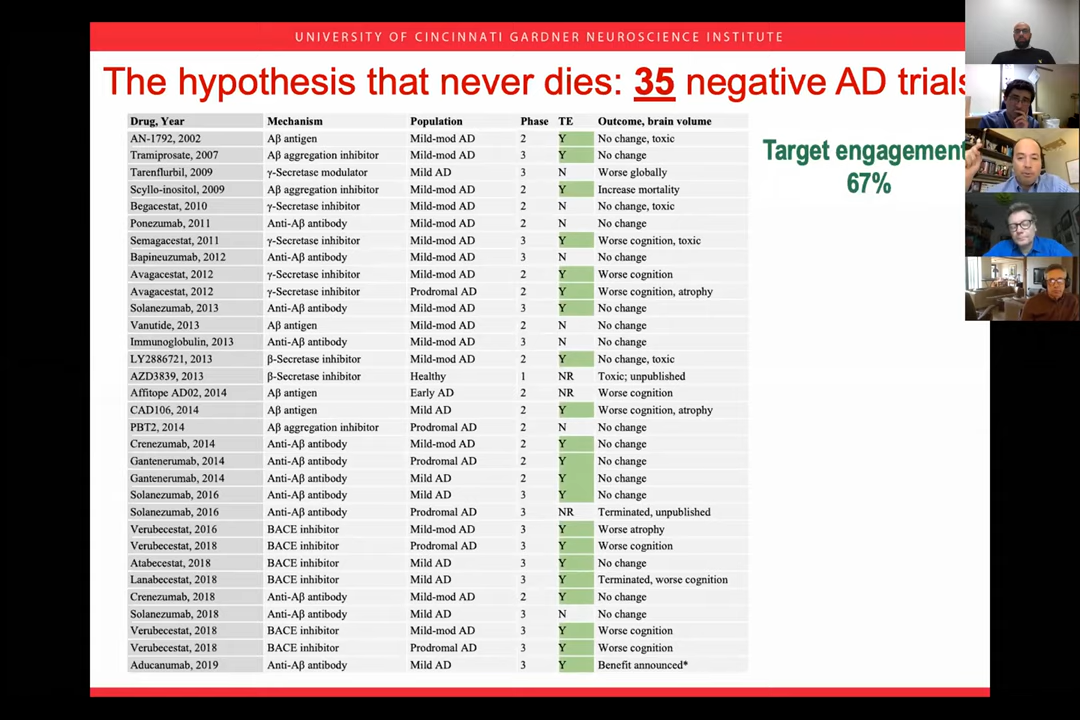 UNIVERSITY OF CINCINNATI GARDNER NEUROSCIENCE INSTITUTE
The hypothesis that never dies: 35 negative AD trials
Drug, Year Mechanism Population Phase TE Outcome, brain volume
AN-1792, 2002 Aβ antigen Mild-mod AD 2 Y No change, toxic
Tramiprosate, 2007 Aβ aggregation inhibitor Mild-mod AD 3 Y No change
Tarenflurbil, 2009 γ-Secretase modulator Mild AD 3 N Worse globally
Scyllo-inositol, 2009 Aβ aggregation inhibitor Mild-mod AD 2 Y Increase mortality
Begacestat, 2010 γ-Secretase inhibitor Mild-mod AD 2 N No change, toxic
Ponezumab, 2011 Anti-Aβ antibody Mild-mod AD 2 N No change
Semagacestat, 2011 γ-Secretase inhibitor Mild-mod AD 3 Y Worse cognition, toxic
Bapineuzumab, 2012 Anti-Aβ antibody Mild-mod AD 3 N No change
Avagacestat, 2012 γ-Secretase inhibitor Mild-mod AD 2 Y Worse cognition
Avagacestat, 2012 γ-Secretase inhibitor Prodromal AD 2 Y Worse cognition, atrophy
Solanezumab, 2013 Anti-Aβ antibody Mild-mod AD 3 Y No change
Vanutide, 2013 Aβ antigen Mild-mod AD 2 N No change
Immunoglobulin, 2013 Anti-Aβ antibody Mild-mod AD 3 N No change
LY2886721, 2013 β-Secretase inhibitor Mild-mod AD 2 Y No change, toxic
AZD3839, 2013 β-Secretase inhibitor Healthy 1 NR Toxic; unpublished
Affitope AD02, 2014 Aβ antigen Early AD 2 NR Worse cognition
CAD106, 2014 Aβ antigen Mild AD 2 Y Worse cognition, atrophy
PBT2, 2014 Aβ aggregation inhibitor Prodromal AD 2 N No change
Crenezumab, 2014 Anti-Aβ antibody Mild-mod AD 2 Y No change
Gantenerumab, 2014 Anti-Aβ antibody Prodromal AD 2 Y No change
Gantenerumab, 2014 Anti-Aβ antibody Mild AD 2 Y No change
Solanezumab, 2016 Anti-Aβ antibody Mild AD 3 Y No change
Solanezumab, 2016 Anti-Aβ antibody Prodromal AD 3 NR Terminated, unpublished
Verubecestat, 2016 BACE inhibitor Mild-mod AD 3 Y Worse atrophy
Verubecestat, 2018 BACE inhibitor Prodromal AD 3 Y Worse cognition
Atabecestat, 2018 BACE inhibitor Mild AD 3 Y No change
Lanabecestat, 2018 BACE inhibitor Mild AD 3 Y Terminated, worse cognition
Crenezumab, 2018 Anti-Aβ antibody Mild-mod AD 2 Y No change
Solanezumab, 2018 Anti-Aβ antibody Mild AD 3 N No change
Verubecestat, 2018 BACE inhibitor Mild-mod AD 3 Y Worse cognition
Verubecestat, 2018 BACE inhibitor Prodromal AD 3 Y Worse cognition
Aducanumab, 2019 Anti-Aβ antibody Mild AD 3 Y Benefit announced*
Target engagement
67%